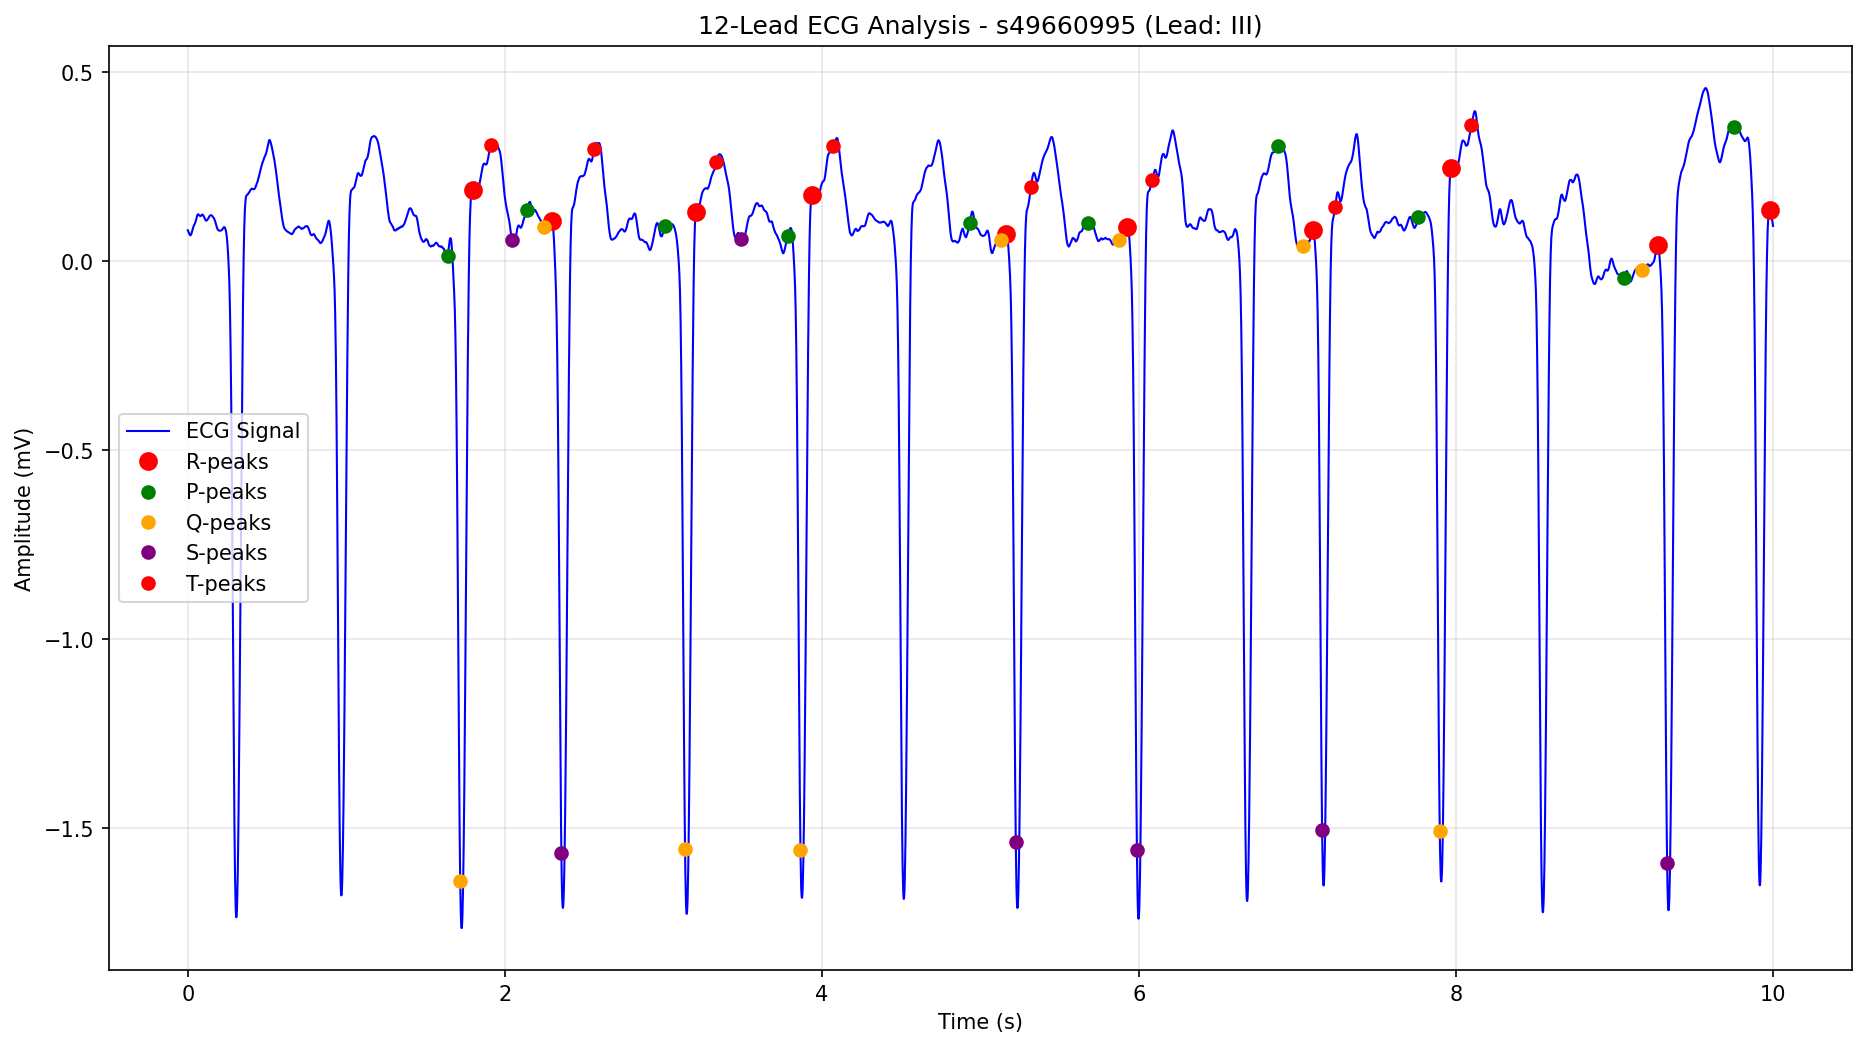 12-Lead ECG Analysis - s49660995 (Lead: III)
Amplitude (mV)
0.5
0.0
−0.5
−1.0
−1.5
ECG Signal
R-peaks
P-peaks
Q-peaks
S-peaks
T-peaks
0 2 4 6 8 10
Time (s)